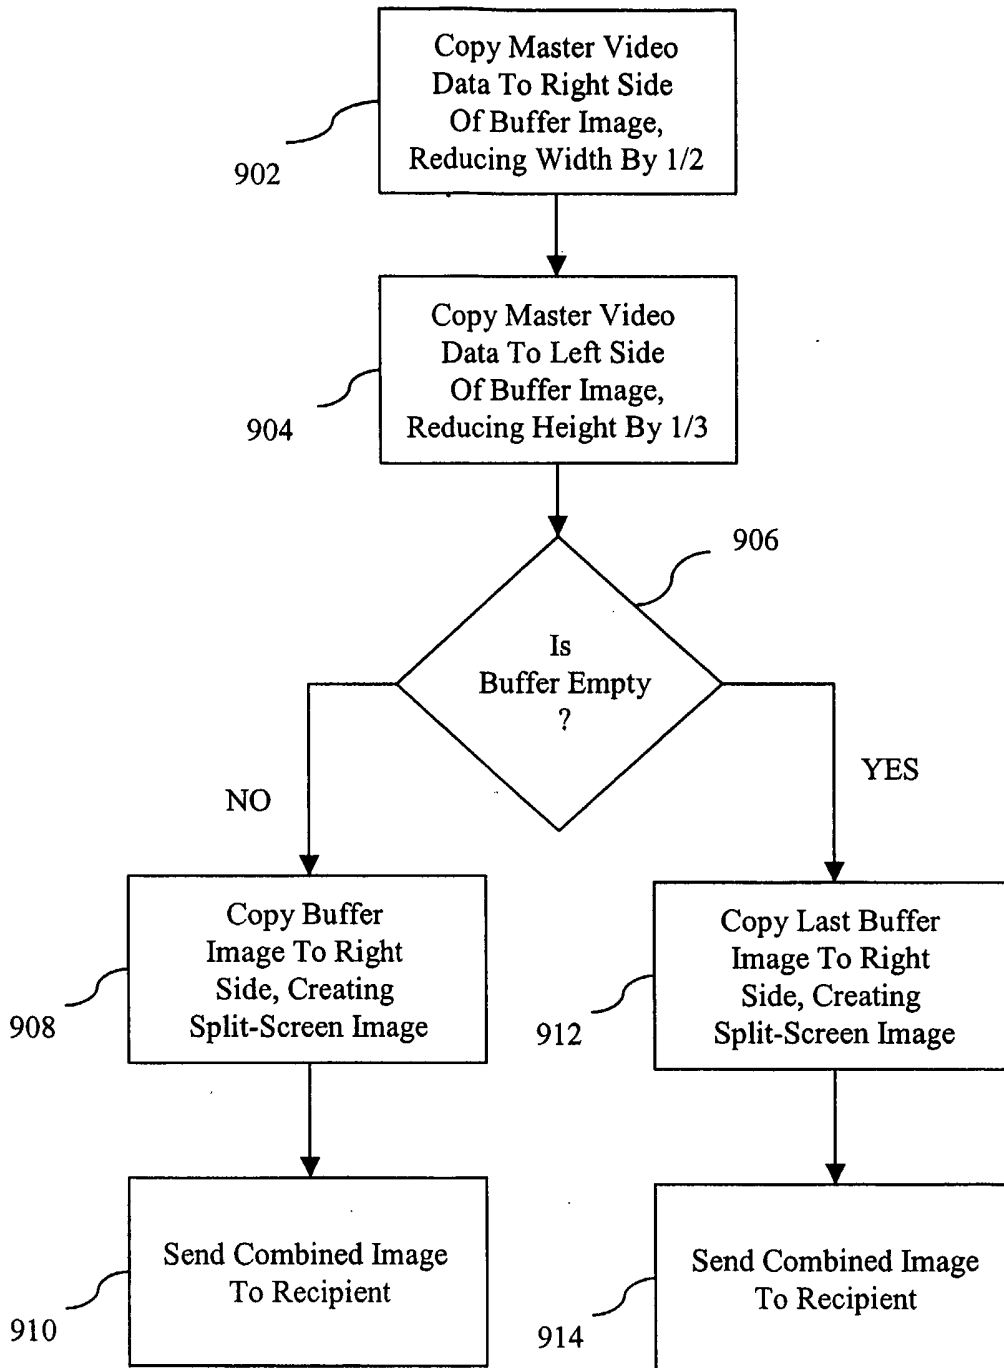 Copy Master Video
Data To Right Side
Of Buffer Image,
Reducing Width By 1/2
902
Copy Master Video
Data To Left Side
Of Buffer Image,
Reducing Height By 1/3
904
906
Is
Buffer Empty
?
NO
YES
Copy Buffer
Image To Right
Side, Creating
Split-Screen Image
908
Copy Last Buffer
Image To Right
Side, Creating
Split-Screen Image
912
Send Combined Image
To Recipient
910
Send Combined Image
To Recipient
914